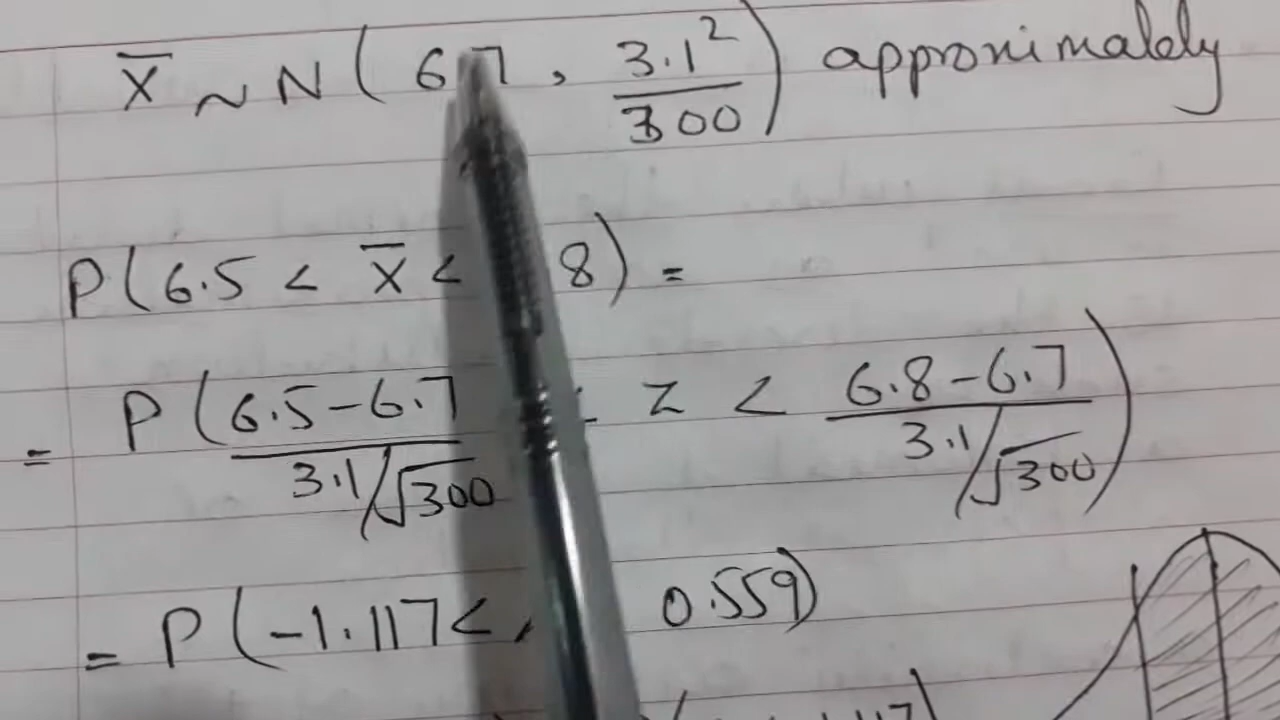 X̄ ~ N ( 6.7 , 3.1² / 300 ) approximately
P ( 6.5 < X̄ < 8 ) =
= P ( (6.5 - 6.7) / (3.1/√300) < z < (6.8 - 6.7) / (3.1/√300) )
= P ( -1.117 < 0.559 )